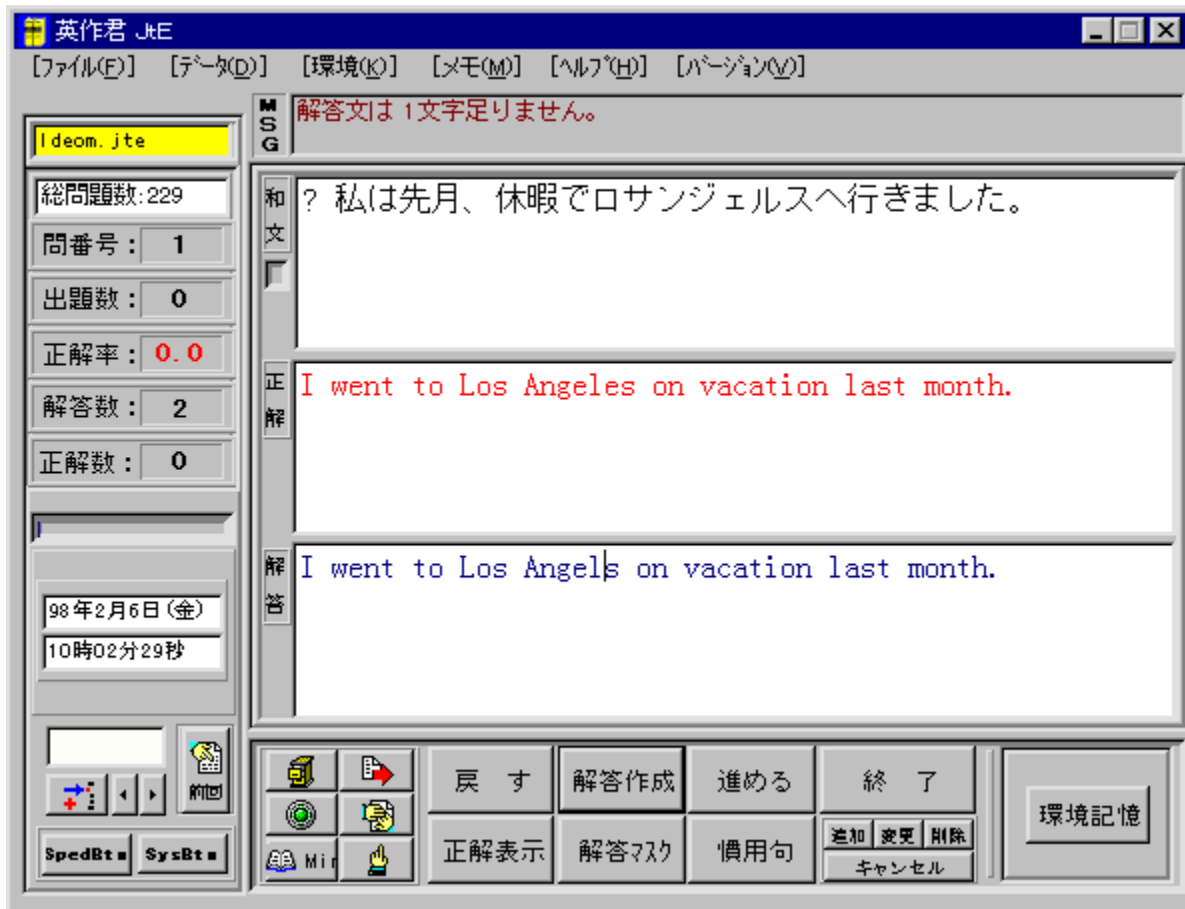 英作君 JtE
[ファイル(F)] [データ(D)] [環境(K)] [メモ(M)] [ヘルプ(H)] [バージョン(V)]
MSG
解答文は 1文字足りません。
Ideom.jte
総問題数:229
問番号： 1
出題数： 0
正解率： 0.0
解答数： 2
正解数： 0
98年2月6日(金)
10時02分29秒
前回
SpedBt SysBt
和文
? 私は先月、休暇でロサンジェルスへ行きました。
正解
I went to Los Angeles on vacation last month.
解答
I went to Los Angels on vacation last month.
戻 す 解答作成 進める 終 了
正解表示 解答マスク 慣用句
追加 変更 削除
キャンセル
環境記憶